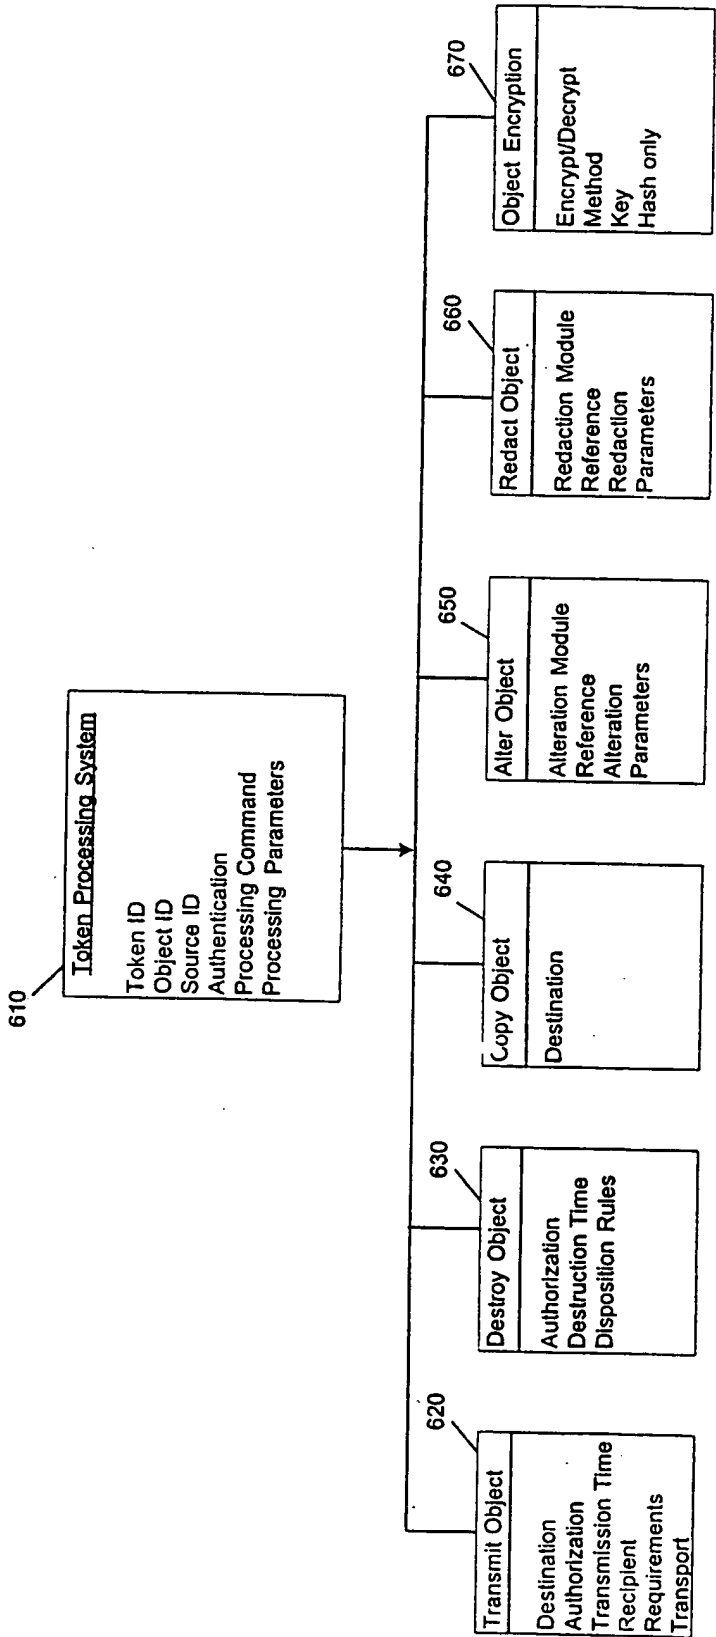 610
Token Processing System
Token ID
Object ID
Source ID
Authentication
Processing Command
Processing Parameters
620
Transmit Object
Destination
Authorization
Transmission Time
Recipient
Requirements
Transport
630
Destroy Object
Authorization
Destruction Time
Disposition Rules
640
Copy Object
Destination
650
Alter Object
Alteration Module
Reference
Alteration
Parameters
660
Redact Object
Redaction Module
Reference
Redaction
Parameters
670
Object Encryption
Encrypt/Decrypt
Method
Key
Hash only